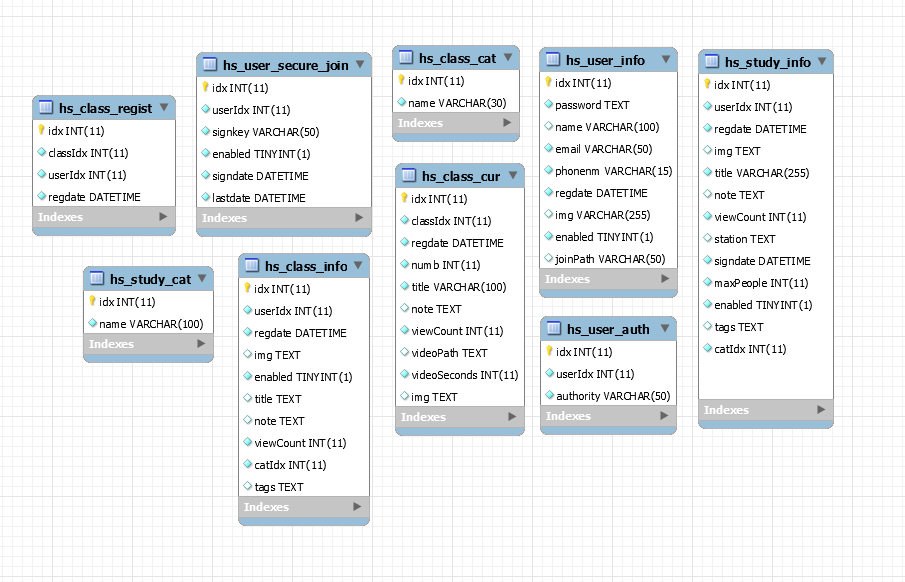 hs_class_regist
idx INT(11)
classIdx INT(11)
userIdx INT(11)
regdate DATETIME
Indexes
hs_user_secure_join
idx INT(11)
userIdx INT(11)
signkey VARCHAR(50)
enabled TINYINT(1)
signdate DATETIME
lastdate DATETIME
Indexes
hs_class_cat
idx INT(11)
name VARCHAR(30)
Indexes
hs_user_info
idx INT(11)
password TEXT
name VARCHAR(100)
email VARCHAR(50)
phonenm VARCHAR(15)
regdate DATETIME
img VARCHAR(255)
enabled TINYINT(1)
joinPath VARCHAR(50)
Indexes
hs_study_info
idx INT(11)
userIdx INT(11)
regdate DATETIME
img TEXT
title VARCHAR(255)
note TEXT
viewCount INT(11)
station TEXT
signdate DATETIME
maxPeople INT(11)
enabled TINYINT(1)
tags TEXT
catIdx INT(11)
Indexes
hs_study_cat
idx INT(11)
name VARCHAR(100)
Indexes
hs_class_info
idx INT(11)
userIdx INT(11)
regdate DATETIME
img TEXT
enabled TINYINT(1)
title TEXT
note TEXT
viewCount INT(11)
catIdx INT(11)
tags TEXT
Indexes
hs_class_cur
idx INT(11)
classIdx INT(11)
regdate DATETIME
numb INT(11)
title VARCHAR(100)
note TEXT
viewCount INT(11)
videoPath TEXT
videoSeconds INT(11)
img TEXT
Indexes
hs_user_auth
idx INT(11)
userIdx INT(11)
authority VARCHAR(50)
Indexes